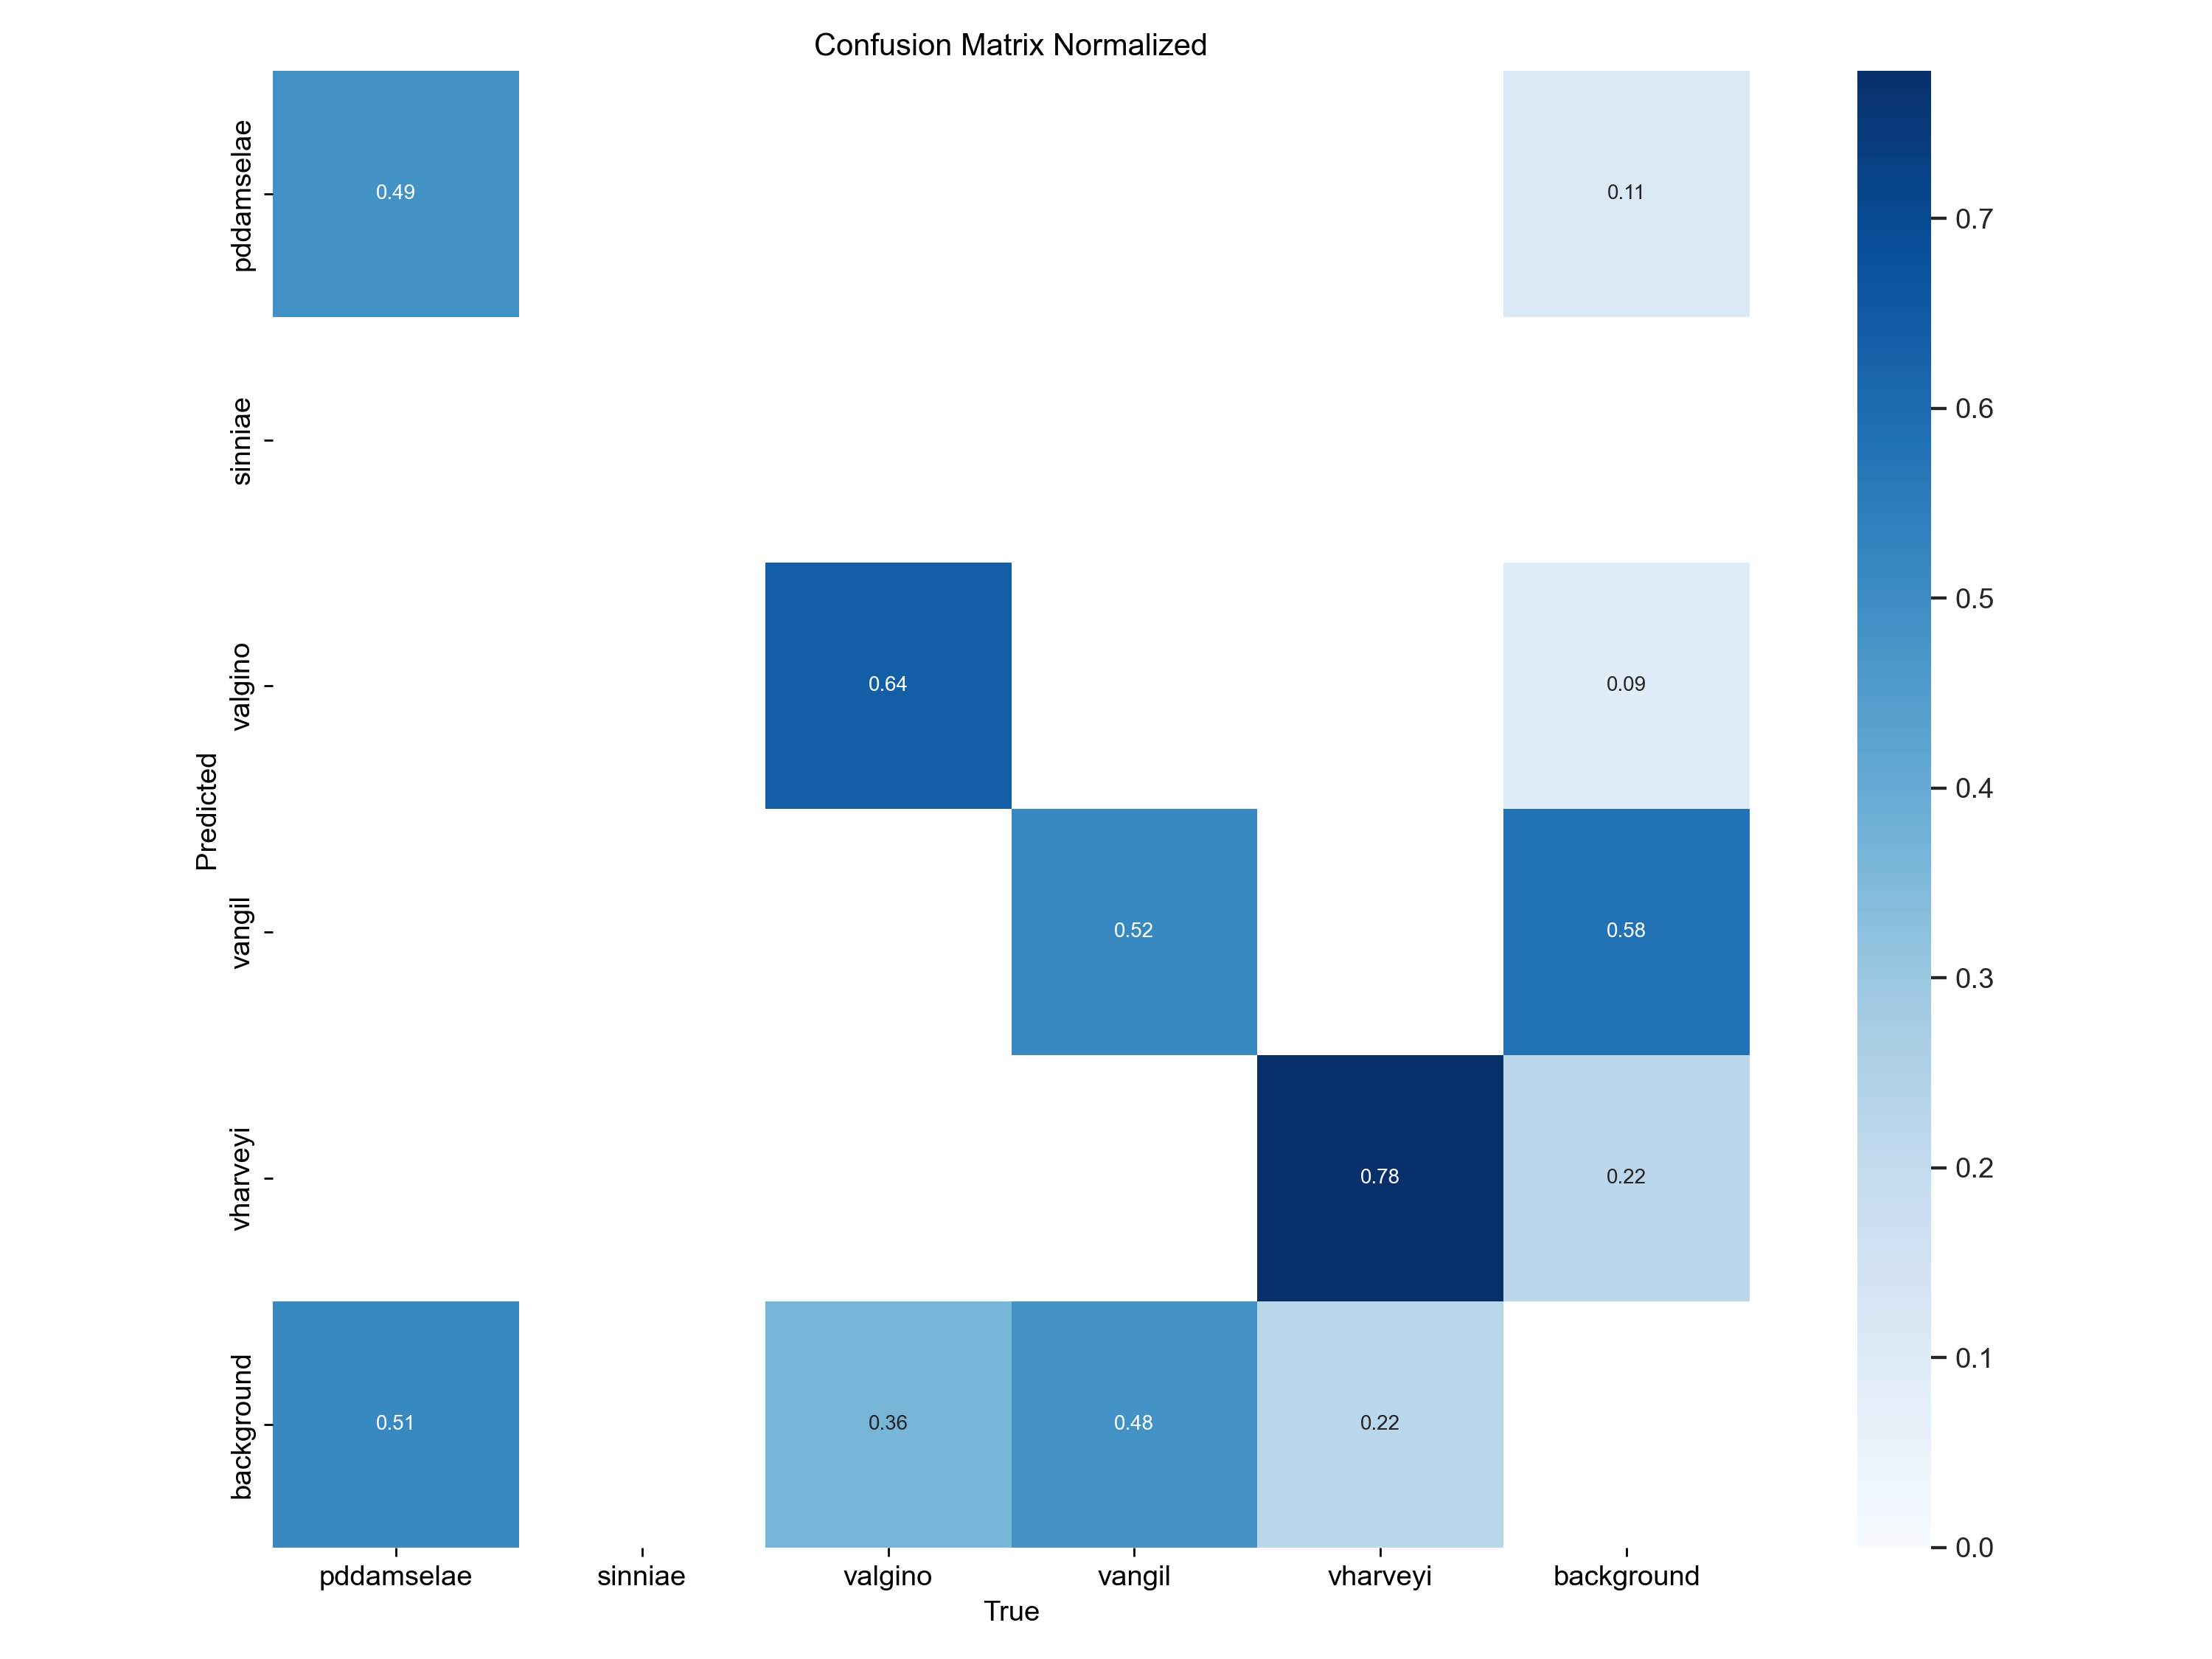 Confusion Matrix Normalized
pddamselae
sinniae
valgino
vangil
vharveyi
background
Predicted
0.49
0.11
0.64
0.09
0.52
0.58
0.78
0.22
0.51
0.36
0.48
0.22
pddamselae
sinniae
valgino
vangil
vharveyi
background
True
0.7
0.6
0.5
0.4
0.3
0.2
0.1
0.0